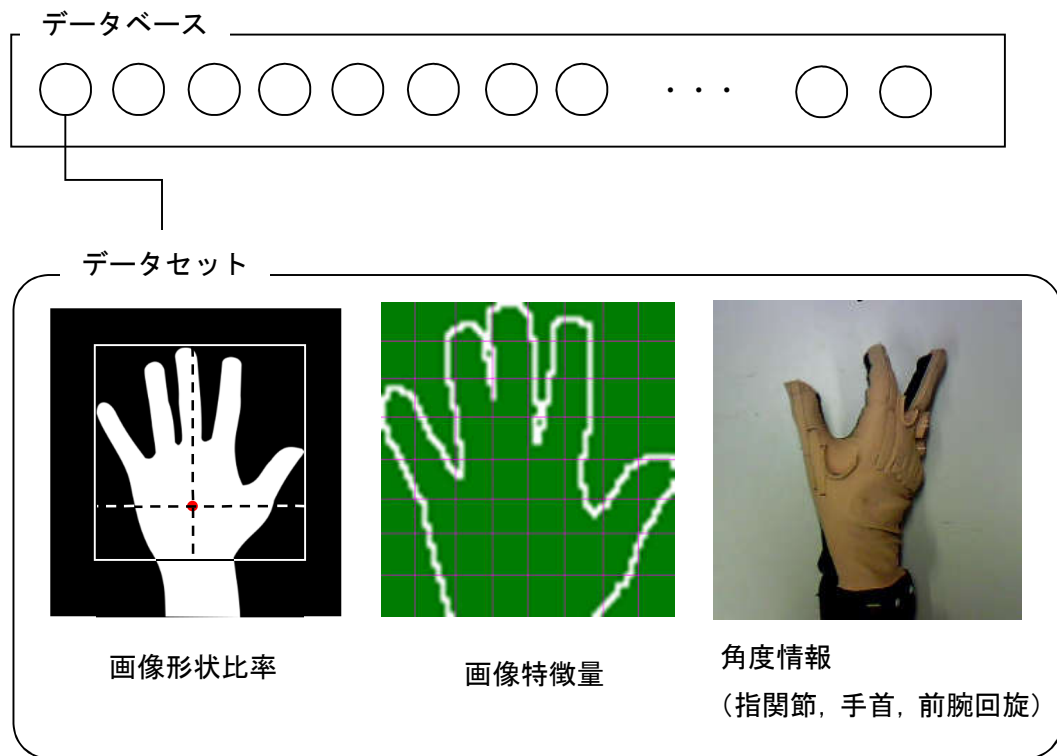 データベース
・・・
データセット
画像形状比率
画像特徴量
角度情報
（指関節, 手首, 前腕回旋）